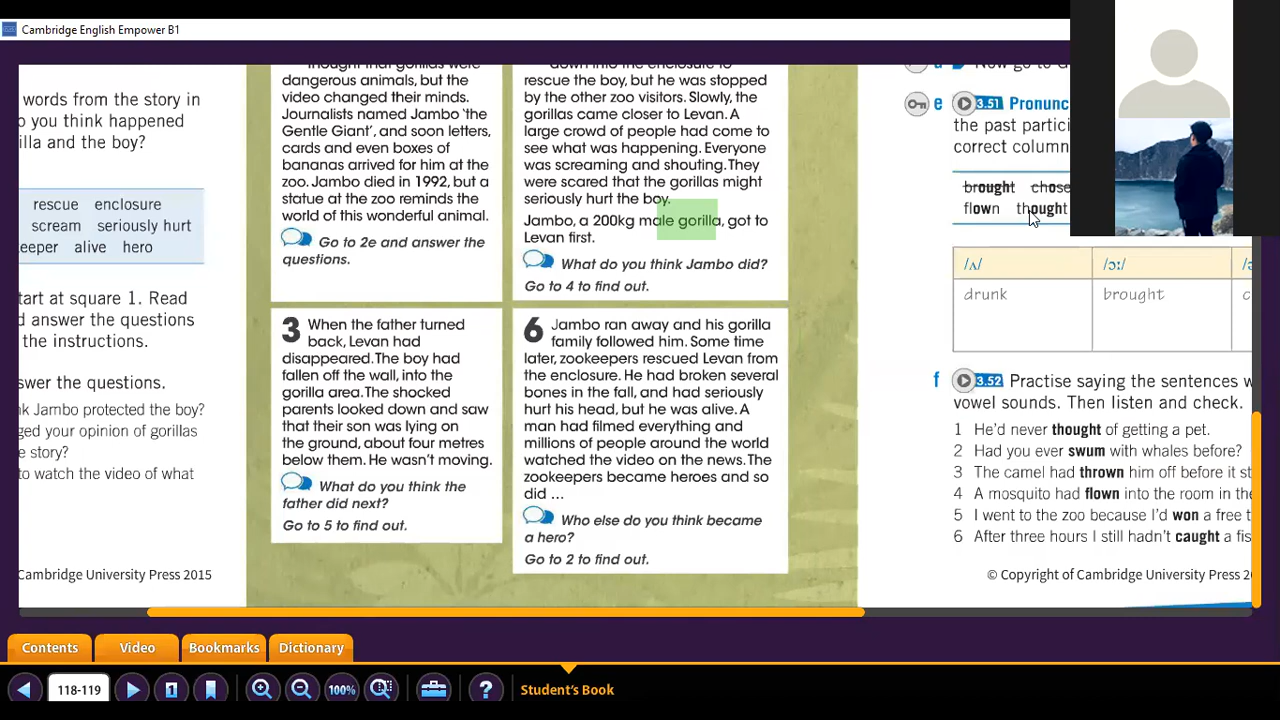 Cambridge English Empower B1
words from the story in
o you think happened
illa and the boy?
rescue enclosure
scream seriously hurt
eeper alive hero
tart at square 1. Read
d answer the questions
the instructions.
swer the questions.
nk Jambo protected the boy?
ged your opinion of gorillas
e story?
to watch the video of what
Cambridge University Press 2015
thought that gorillas were
dangerous animals, but the
video changed their minds.
Journalists named Jambo 'the
Gentle Giant', and soon letters,
cards and even boxes of
bananas arrived for him at the
zoo. Jambo died in 1992, but a
statue at the zoo reminds the
world of this wonderful animal.
Go to 2e and answer the
questions.
3 When the father turned
back, Levan had
disappeared. The boy had
fallen off the wall, into the
gorilla area. The shocked
parents looked down and saw
that their son was lying on
the ground, about four metres
below them. He wasn't moving.
What do you think the
father did next?
Go to 5 to find out.
down into the enclosure to
rescue the boy, but he was stopped
by the other zoo visitors. Slowly, the
gorillas came closer to Levan. A
large crowd of people had come to
see what was happening. Everyone
was screaming and shouting. They
were scared that the gorillas might
seriously hurt the boy.
Jambo, a 200kg male gorilla, got to
Levan first.
What do you think Jambo did?
Go to 4 to find out.
6 Jambo ran away and his gorilla
family followed him. Some time
later, zookeepers rescued Levan from
the enclosure. He had broken several
bones in the fall, and had seriously
hurt his head, but he was alive. A
man had filmed everything and
millions of people around the world
watched the video on the news. The
zookeepers became heroes and so
did ...
Who else do you think became
a hero?
Go to 2 to find out.
e 3.51 Pronunc
the past partici
correct column
brought chose
flown thought
/ʌ/ /ɔː/
drunk brought
f 3.52 Practise saying the sentences w
vowel sounds. Then listen and check.
1 He'd never thought of getting a pet.
2 Had you ever swum with whales before?
3 The camel had thrown him off before it st
4 A mosquito had flown into the room in the
5 I went to the zoo because I'd won a free t
6 After three hours I still hadn't caught a fis
© Copyright of Cambridge University Press 20
Contents Video Bookmarks Dictionary
118-119 1 100% ? Student's Book